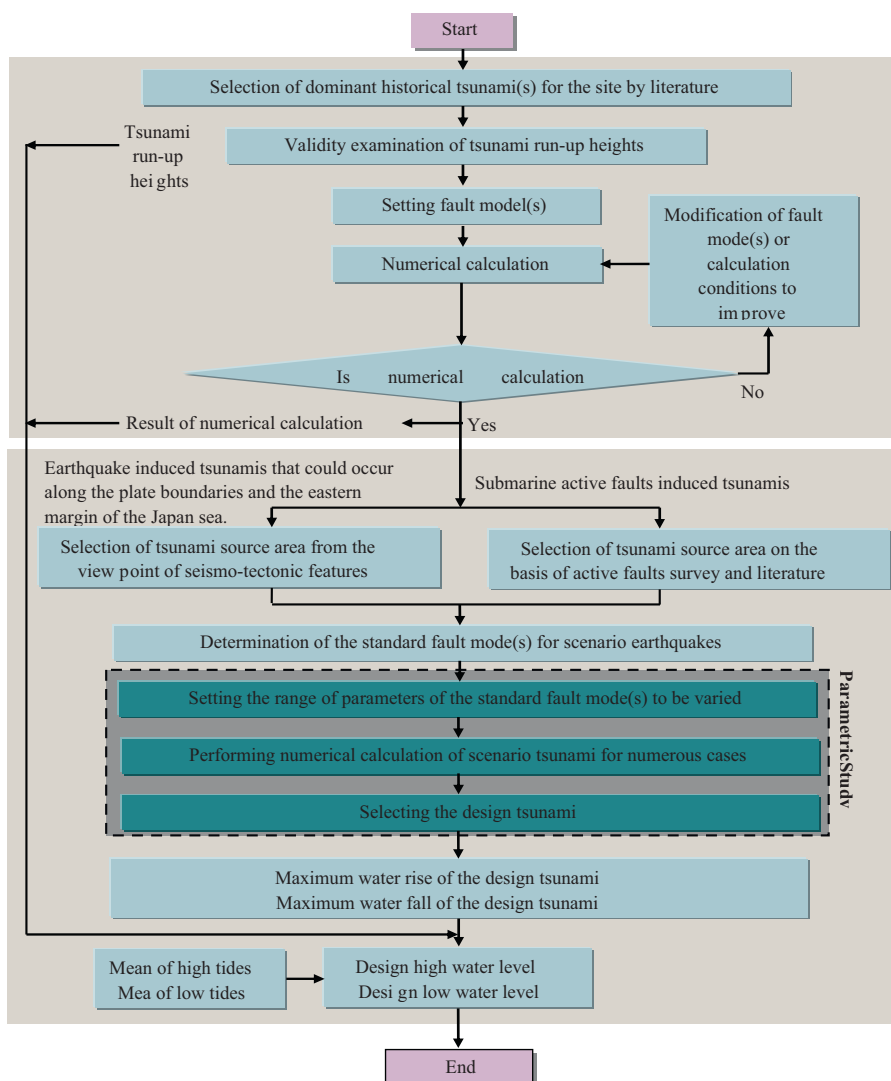 Start
Selection of dominant historical tsunami(s) for the site by literature
Tsunami
run-up
hei ghts
Validity examination of tsunami run-up heights
Setting fault model(s)
Modification of fault
mode(s) or
calculation
conditions to
im prove
Numerical calculation
Is numerical calculation
No
Result of numerical calculation
Yes
Earthquake induced tsunamis that could occur
along the plate boundaries and the eastern
margin of the Japan sea.
Submarine active faults induced tsunamis
Selection of tsunami source area from the
view point of seismo-tectonic features
Selection of tsunami source area on the
basis of active faults survey and literature
Determination of the standard fault mode(s) for scenario earthquakes
Setting the range of parameters of the standard fault mode(s) to be varied
Performing numerical calculation of scenario tsunami for numerous cases
Selecting the design tsunami
ParametricStudy
Maximum water rise of the design tsunami
Maximum water fall of the design tsunami
Mean of high tides
Mea of low tides
Design high water level
Desi gn low water level
End